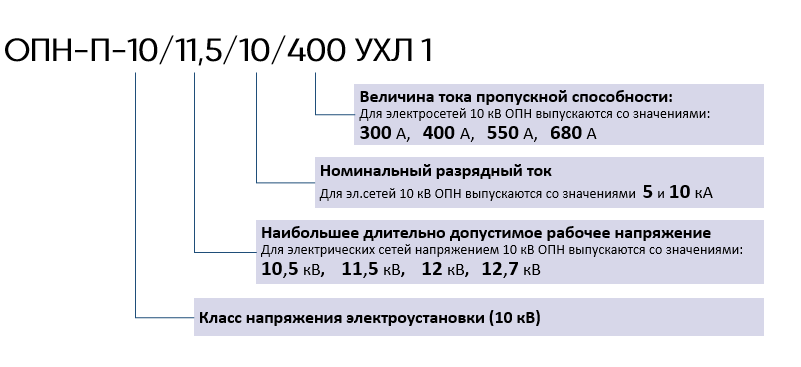 ОПН-П-10/11,5/10/400 УХЛ 1
Величина тока пропускной способности:
Для электросетей 10 кВ ОПН выпускаются со значениями:
300 А, 400 А, 550 А, 680 А
Номинальный разрядный ток
Для эл.сетей 10 кВ ОПН выпускаются со значениями 5 и 10 кА
Наибольшее длительно допустимое рабочее напряжение
Для электрических сетей напряжением 10 кВ ОПН выпускаются со значениями:
10,5 кВ, 11,5 кВ, 12 кВ, 12,7 кВ
Класс напряжения электроустановки (10 кВ)